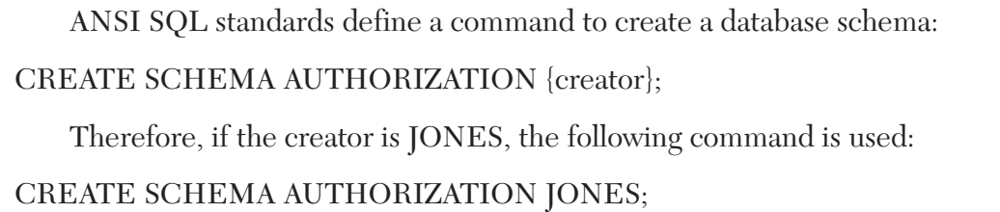 ANSI SQL standards define a command to create a database schema:
CREATE SCHEMA AUTHORIZATION {creator};
Therefore, if the creator is JONES, the following command is used:
CREATE SCHEMA AUTHORIZATION JONES;